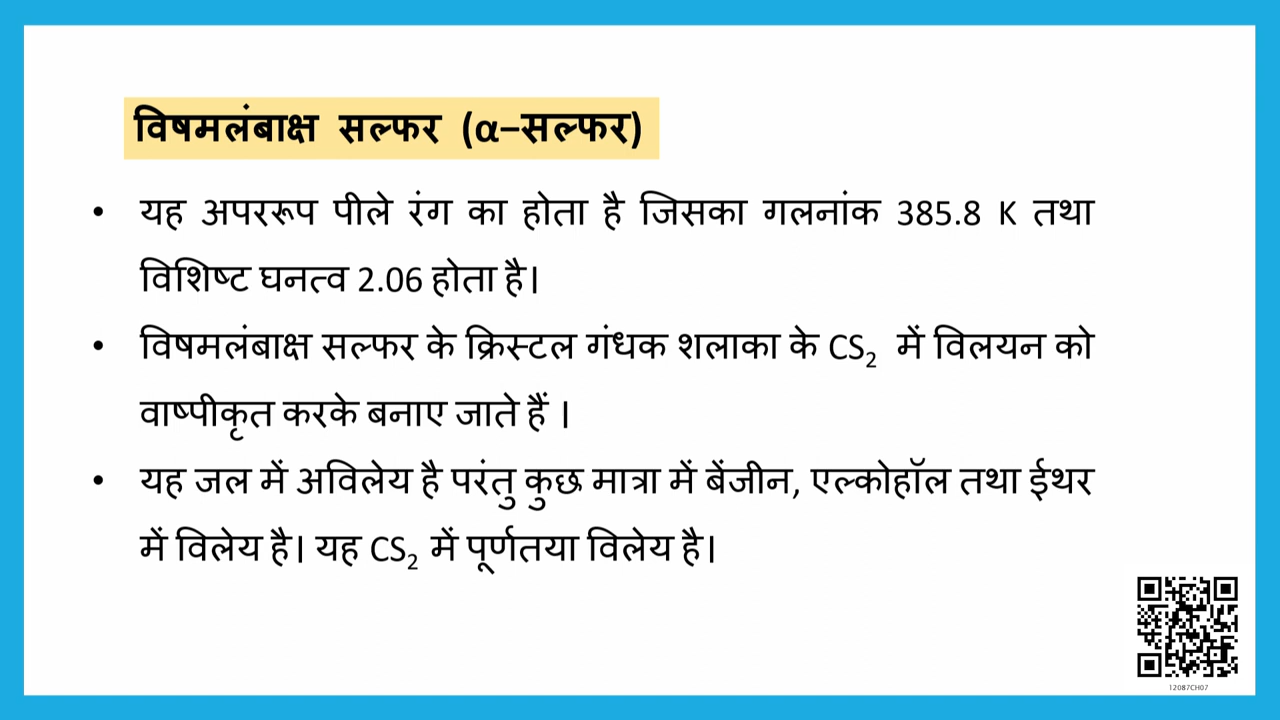 विषमलंबाक्ष सल्फर (α–सल्फर)
• यह अपररूप पीले रंग का होता है जिसका गलनांक 385.8 K तथा
विशिष्ट घनत्व 2.06 होता है।
• विषमलंबाक्ष सल्फर के क्रिस्टल गंधक शलाका के CS₂ में विलयन को
वाष्पीकृत करके बनाए जाते हैं ।
• यह जल में अविलेय है परंतु कुछ मात्रा में बेंजीन, एल्कोहॉल तथा ईथर
में विलेय है। यह CS₂ में पूर्णतया विलेय है।
12087CH07